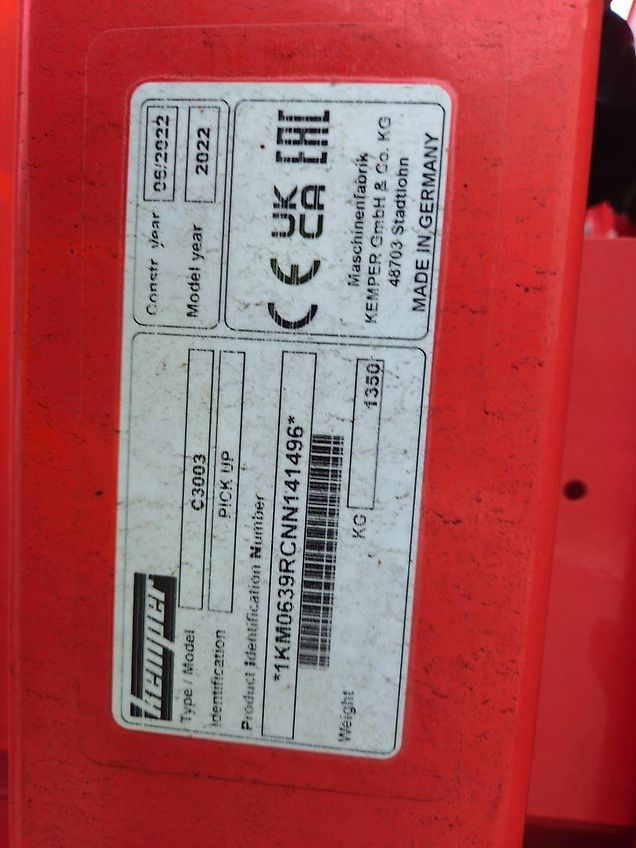 Kemper
Type / Model C3003
Identification PICK UP
Product Identification Number
*1KM0639RCNN141496*
Weight KG 1350
Constr. year 06/2022
Model year 2022
CE UK CA EAC
Maschinenfabrik
KEMPER GmbH & Co. KG
48703 Stadtlohn
MADE IN GERMANY